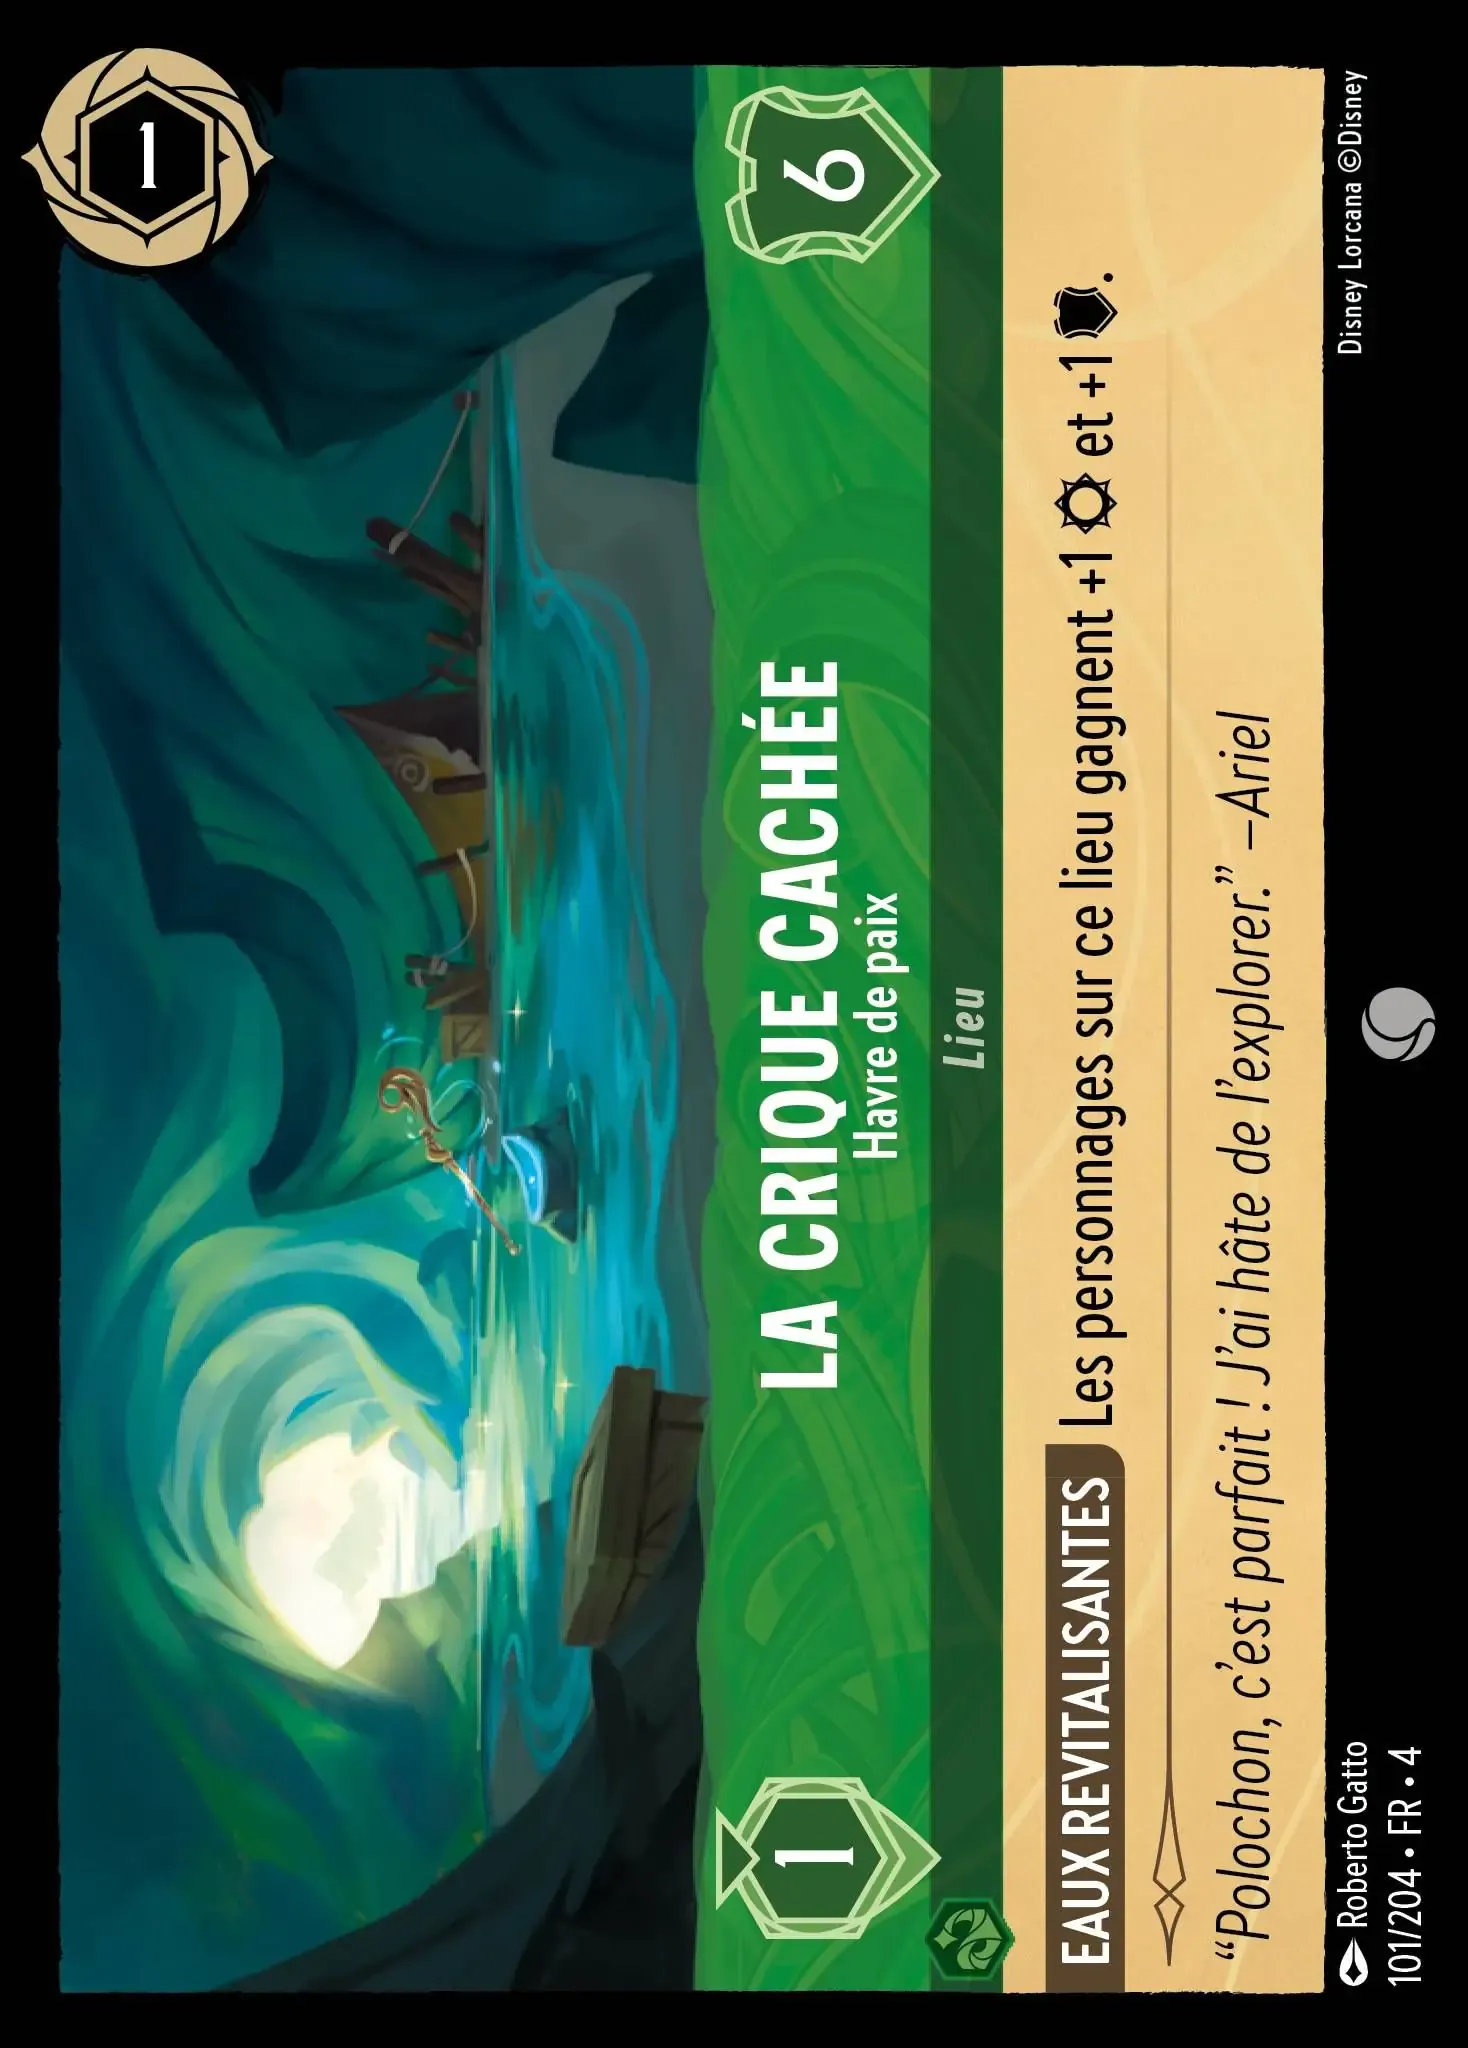 1
LA CRIQUE CACHÉE
Havre de paix
1
6
Lieu
EAUX REVITALISANTES Les personnages sur ce lieu gagnent +1 et +1 .
“Polochon, c’est parfait ! J’ai hâte de l’explorer.” –Ariel
Roberto Gatto
Disney Lorcana ©Disney
101/204 • FR • 4